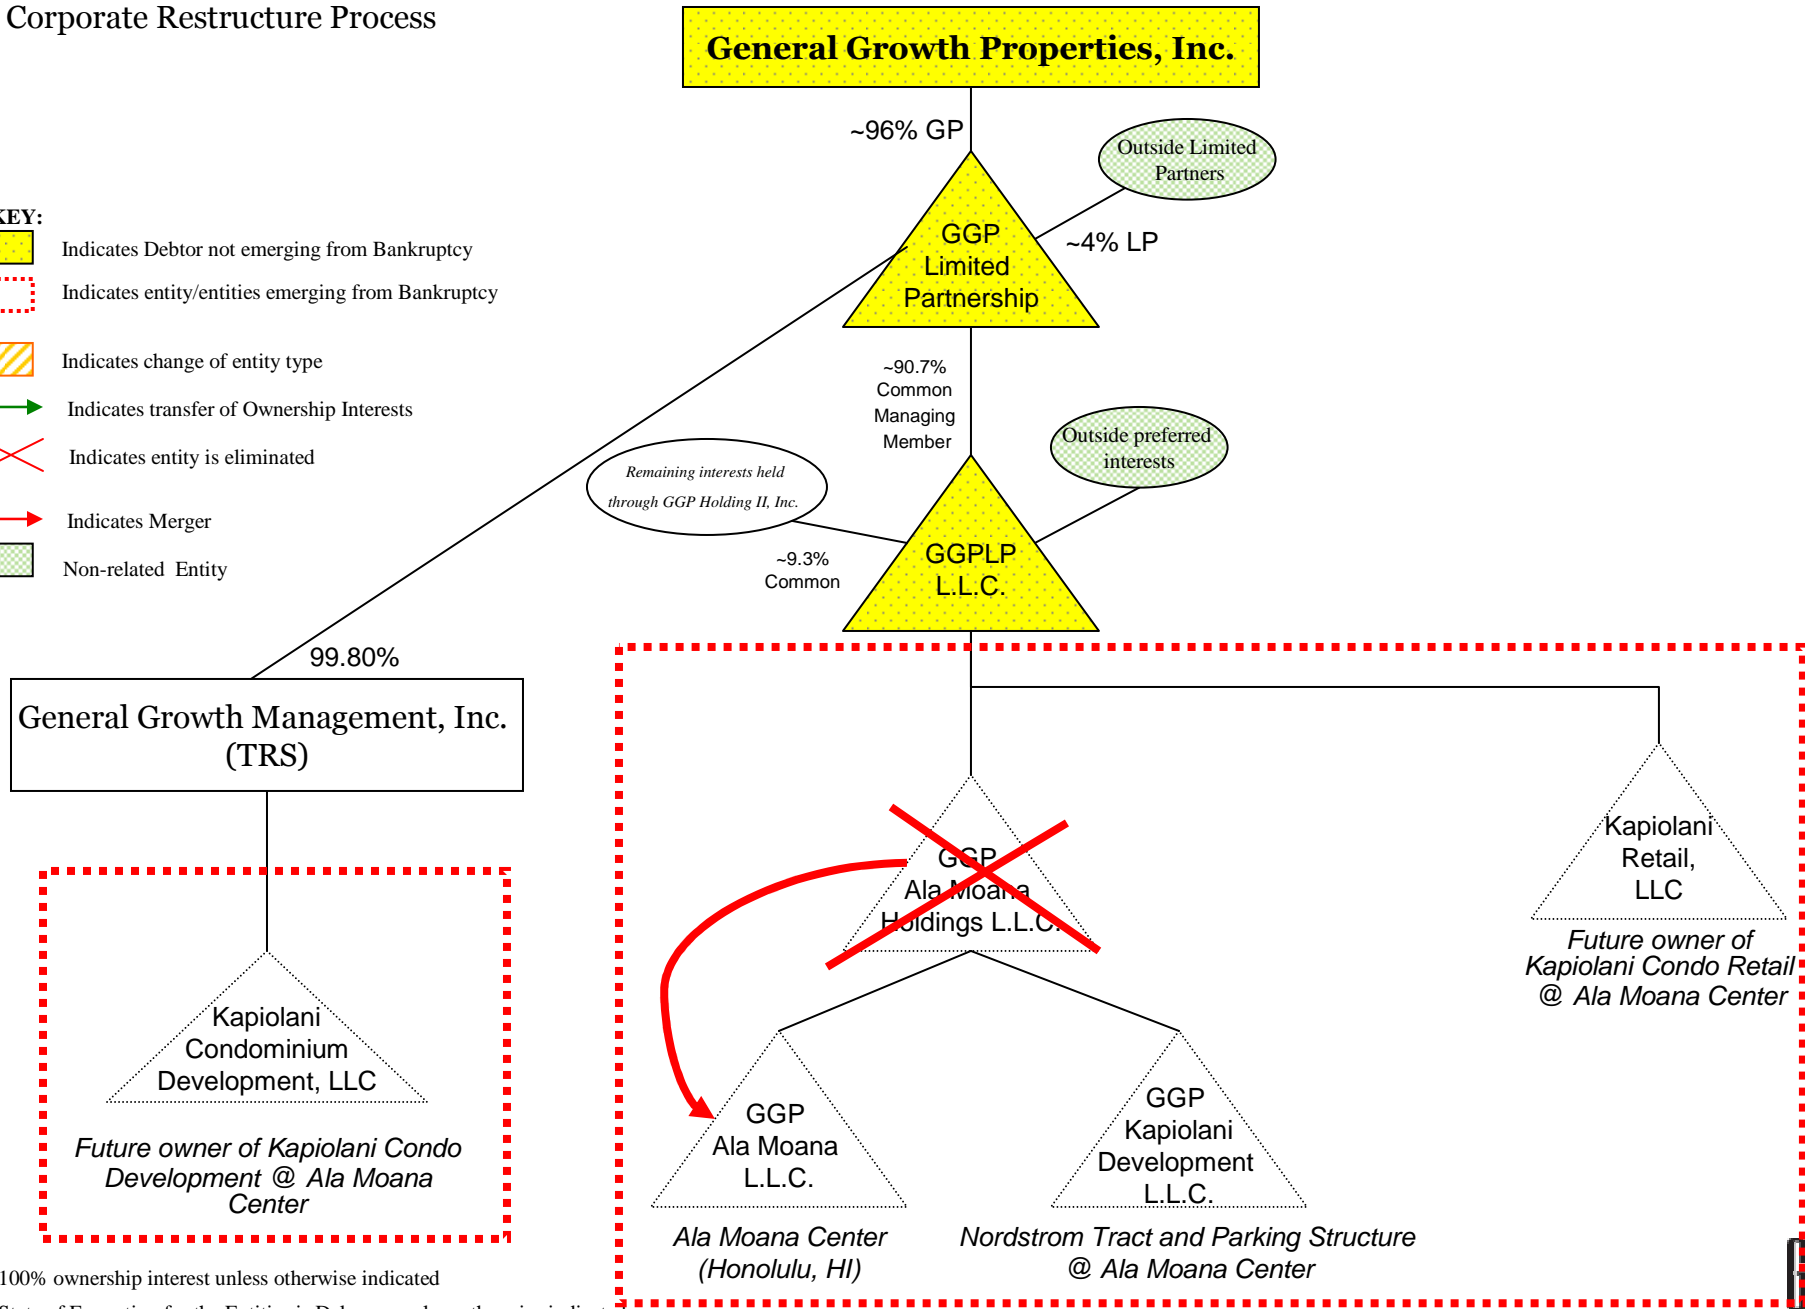 Corporate Restructure Process
General Growth Properties, Inc.
~96% GP
Outside Limited
Partners
GGP
Limited
Partnership
~4% LP
KEY:
Indicates Debtor not emerging from Bankruptcy
Indicates entity/entities emerging from Bankruptcy
Indicates change of entity type
Indicates transfer of Ownership Interests
Indicates entity is eliminated
Indicates Merger
Non-related Entity
~90.7%
Common
Managing
Member
Outside preferred
interests
Remaining interests held
through GGP Holding II, Inc.
~9.3%
Common
GGPLP
L.L.C.
99.80%
General Growth Management, Inc.
(TRS)
GGP
Ala Moana
Holdings L.L.C.
Kapiolani
Retail,
LLC
Future owner of
Kapiolani Condo Retail
@ Ala Moana Center
Kapiolani
Condominium
Development, LLC
Future owner of Kapiolani Condo
Development @ Ala Moana
Center
GGP
Ala Moana
L.L.C.
Ala Moana Center
(Honolulu, HI)
GGP
Kapiolani
Development
L.L.C.
Nordstrom Tract and Parking Structure
@ Ala Moana Center
100% ownership interest unless otherwise indicated